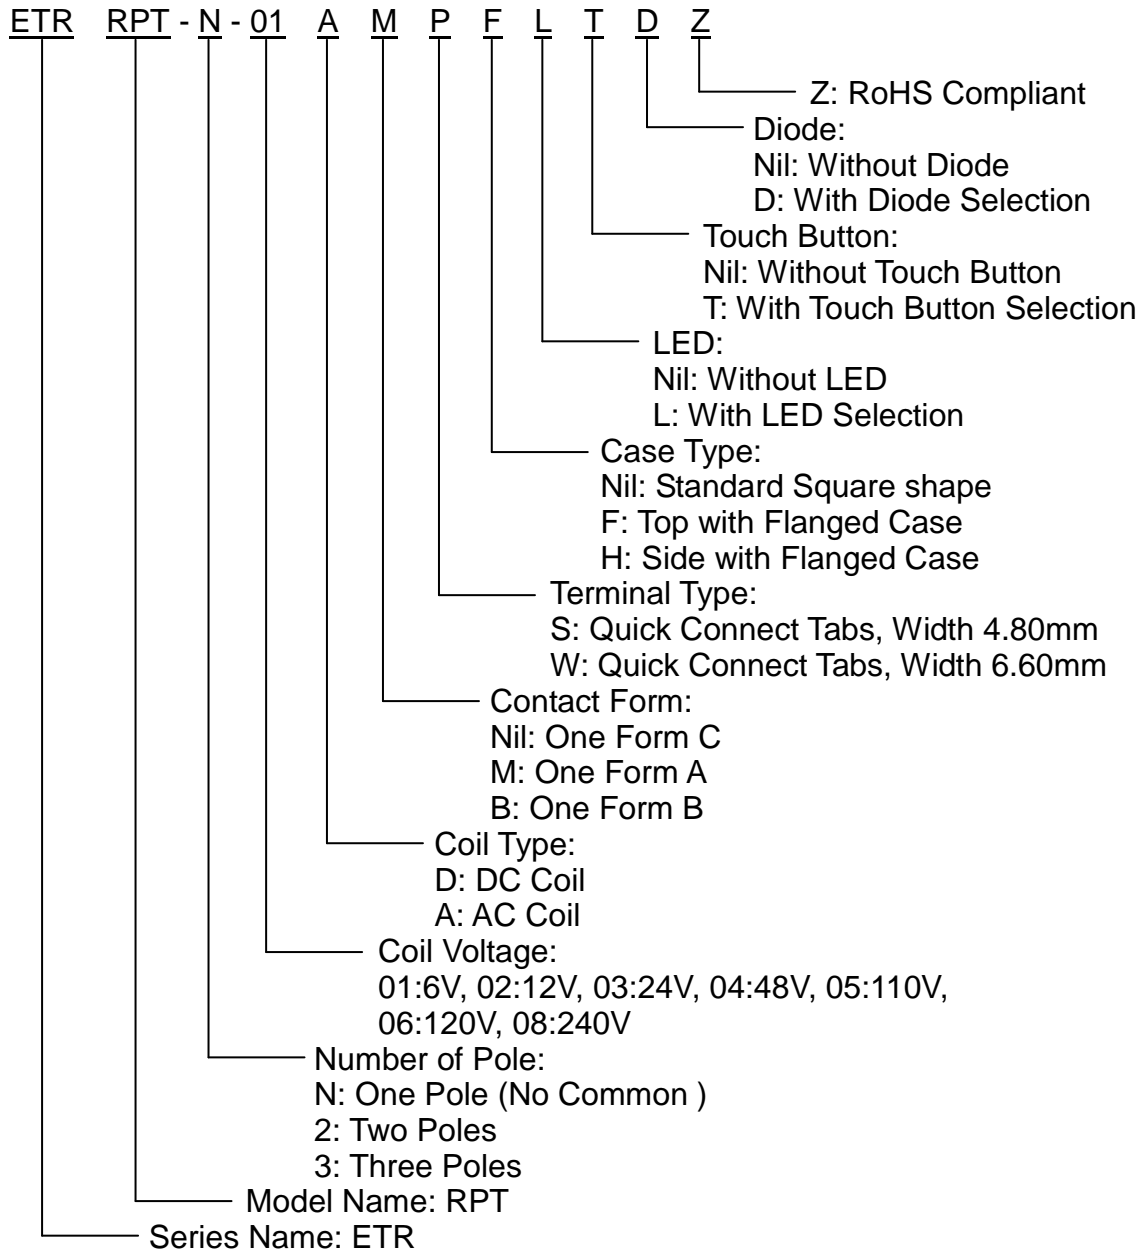 ETR RPT - N - 01 A M P F L T D Z
Z: RoHS Compliant
Diode:
Nil: Without Diode
D: With Diode Selection
Touch Button:
Nil: Without Touch Button
T: With Touch Button Selection
LED:
Nil: Without LED
L: With LED Selection
Case Type:
Nil: Standard Square shape
F: Top with Flanged Case
H: Side with Flanged Case
Terminal Type:
S: Quick Connect Tabs, Width 4.80mm
W: Quick Connect Tabs, Width 6.60mm
Contact Form:
Nil: One Form C
M: One Form A
B: One Form B
Coil Type:
D: DC Coil
A: AC Coil
Coil Voltage:
01:6V, 02:12V, 03:24V, 04:48V, 05:110V,
06:120V, 08:240V
Number of Pole:
N: One Pole (No Common )
2: Two Poles
3: Three Poles
Model Name: RPT
Series Name: ETR